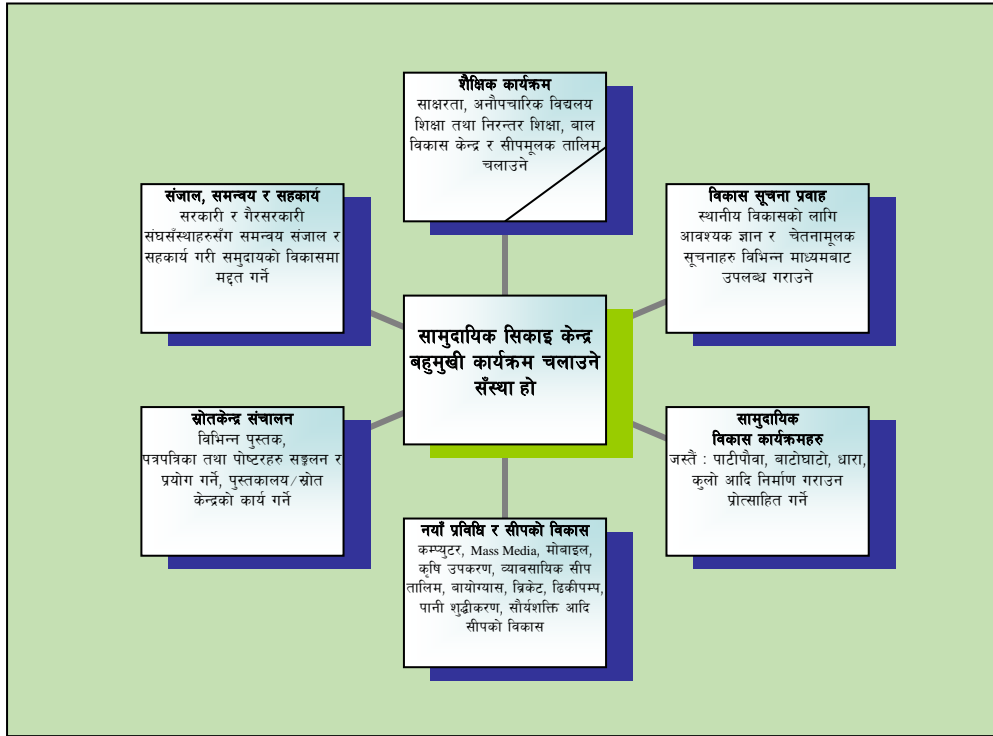 शैक्षिक कार्यक्रम
साक्षरता, अनौपचारिक विद्यलय
शिक्षा तथा निरन्तर शिक्षा, बाल
विकास केन्द्र र सीपमूलक तालिम
चलाउने
संजाल, समन्वय र सहकार्य
सरकारी र गैरसरकारी
संघसँस्थाहरुसँग समन्वय संजाल र
सहकार्य गरी समुदायको विकासमा
मद्दत गर्ने
विकास सूचना प्रवाह
स्थानीय विकासको लागि
आवश्यक ज्ञान र चेतनामूलक
सूचनाहरु विभिन्न माध्यमबाट
उपलब्ध गराउने
सामुदायिक सिकाइ केन्द्र
बहुमुखी कार्यक्रम चलाउने
सँस्था हो
स्रोतकेन्द्र संचालन
विभिन्न पुस्तक,
पत्रपत्रिका तथा पोष्टरहरु सङ्कलन र
प्रयोग गर्ने, पुस्तकालय/स्रोत
केन्द्रको कार्य गर्ने
सामुदायिक
विकास कार्यक्रमहरु
जस्तैं : पाटीपौवा, बाटोघाटो, धारा,
कुलो आदि निर्माण गराउन
प्रोत्साहित गर्ने
नयाँ प्रविधि र सीपको विकास
कम्प्युटर, Mass Media, मोबाइल,
कृषि उपकरण, व्यावसायिक सीप
तालिम, बायोग्यास, ब्रिकेट, ढिकीपम्प,
पानी शुद्धीकरण, सौर्यशक्ति आदि
सीपको विकास